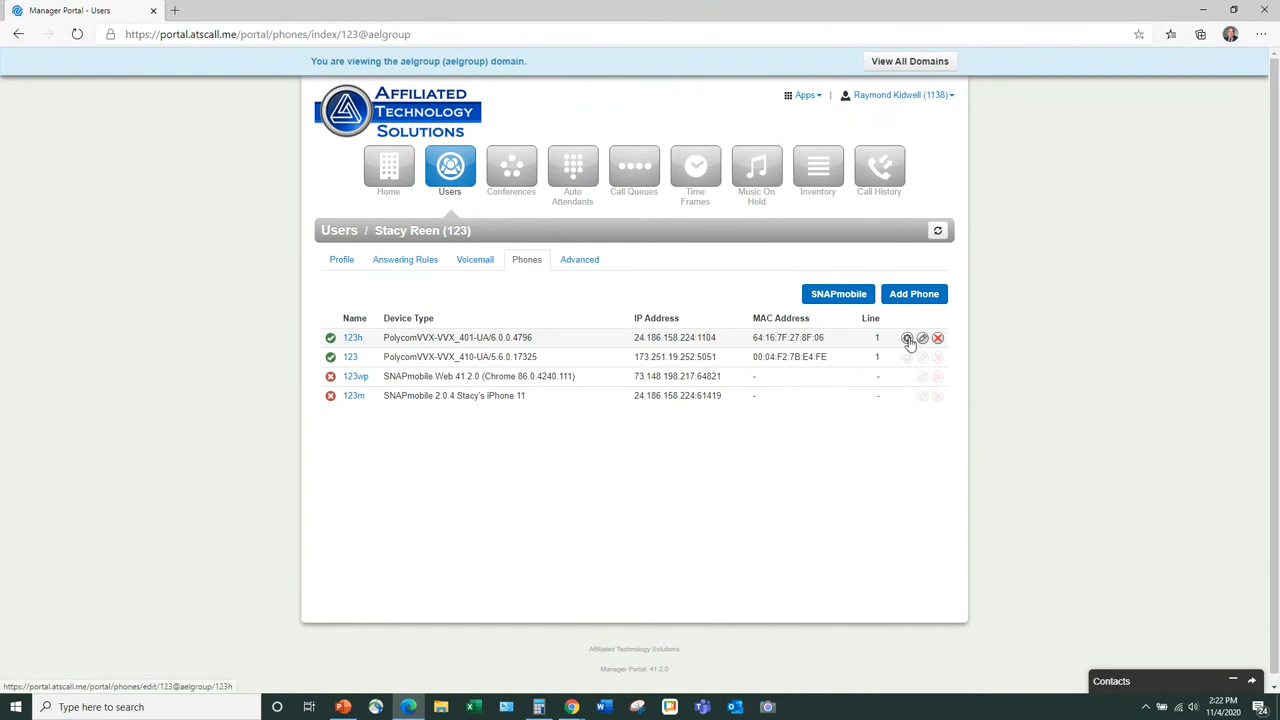 Manager Portal - Users
https://portal.atscall.me/portal/phones/index/123@aelgroup
You are viewing the aelgroup (aelgroup) domain.
View All Domains
AFFILIATED
TECHNOLOGY
SOLUTIONS
Apps
|
Raymond Kidwell (1138)
Home
Users
Conferences
Auto Attendants
Call Queues
Time Frames
Music On Hold
Inventory
Call History
Users / Stacy Reen (123)
Profile
Answering Rules
Voicemail
Phones
Advanced
SNAPmobile
Add Phone
Name Device Type IP Address MAC Address Line
123h PolycomVVX-VVX_401-UA/6.0.0.4796 24.186.158.224:1104 64:16:7F:27:8F:06 1
123 PolycomVVX-VVX_410-UA/5.6.0.17325 173.251.19.252:5051 00:04:F2:7B:E4:FE 1
123wp SNAPmobile Web 41.2.0 (Chrome 86.0.4240.111) 73.148.198.217:64821 - -
123m SNAPmobile 2.0.4 Stacy's iPhone 11 24.186.158.224:61419 - -
Affiliated Technology Solutions
Manager Portal: 41.2.0
Contacts
https://portal.atscall.me/portal/phones/edit/123@aelgroup/123h
Type here to search
2:22 PM
11/4/2020
24